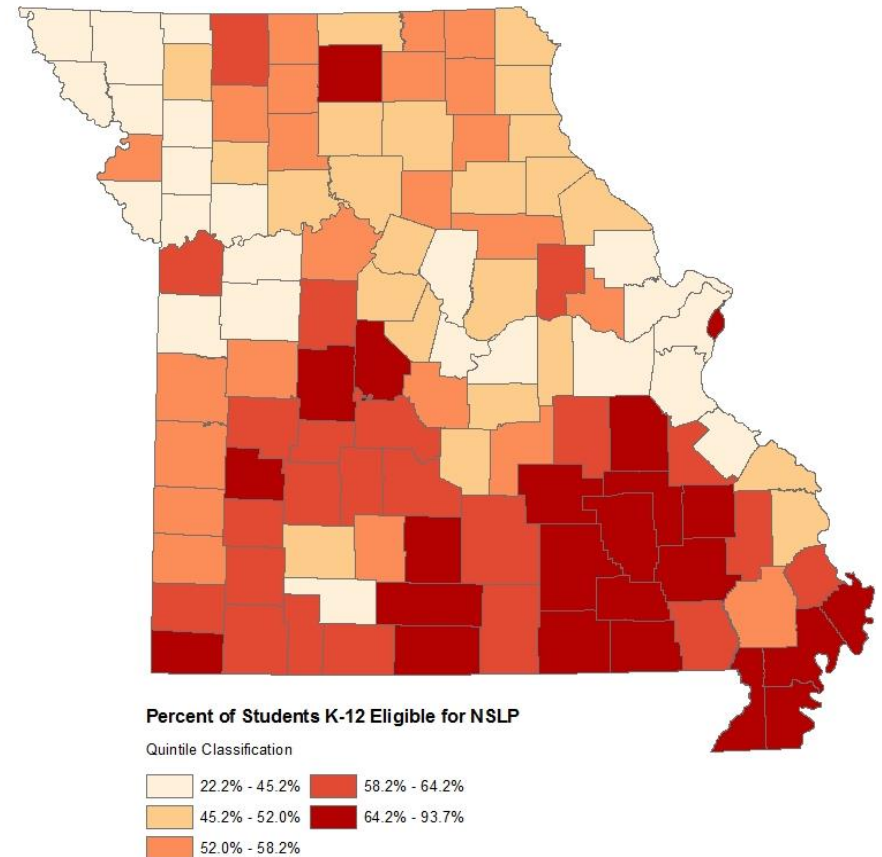 Percent of Students K-12 Eligible for NSLP
Quintile Classification
22.2% - 45.2%
58.2% - 64.2%
45.2% - 52.0%
64.2% - 93.7%
52.0% - 58.2%